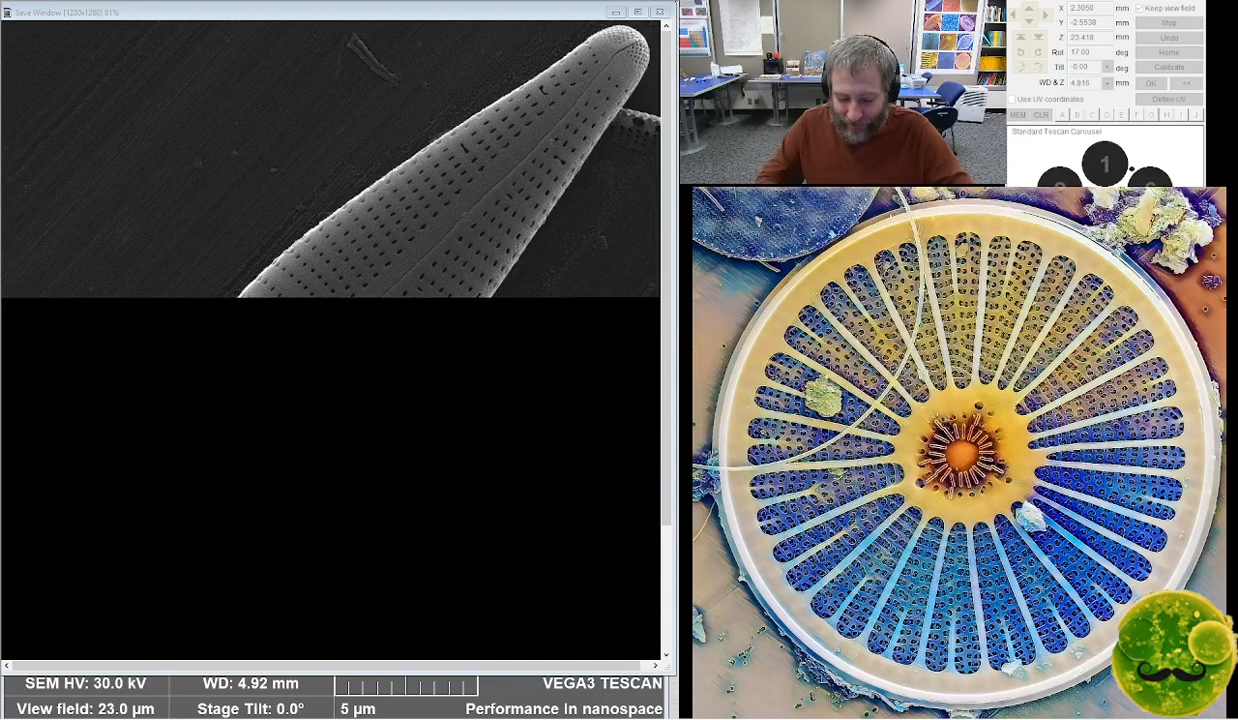 Save Window [1280x1280] 81%
SEM HV: 30.0 kV
WD: 4.92 mm
VEGA3 TESCAN
View field: 23.0 µm
Stage Tilt: 0.0°
5 µm
Performance in nanospace
X 2.3050 mm
Keep view field
Y -2.5538 mm
Stop
Z 23.418 mm
Undo
Rot 17.00 deg
Home
Tilt -0.00 deg
Calibrate
WD & Z 4.916 mm
OK <<
Use UV coordinates
Define UV
MEM CLR A B C D E F G H I J
Standard Tescan Carousel
1